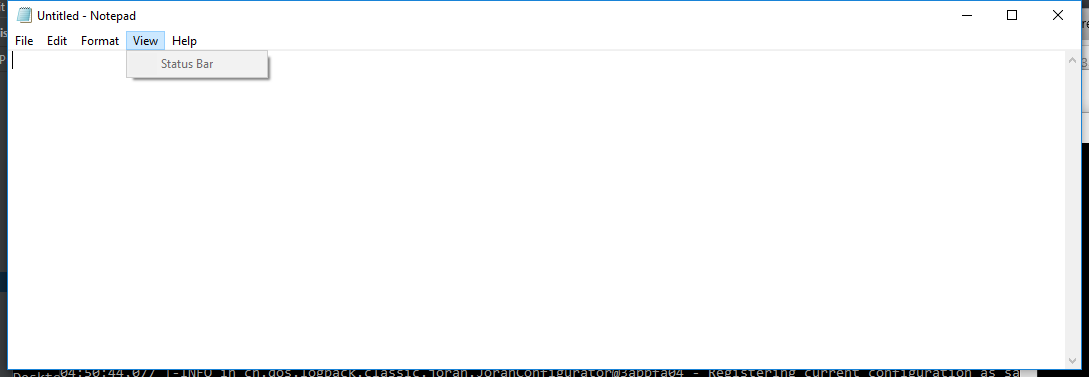 Untitled - Notepad
File Edit Format View Help
Status Bar
04:50:44.077 |-INFO in ch.qos.logback.classic.joran.JoranConfigurator@3abbfa04 - Registering current configuration as sa